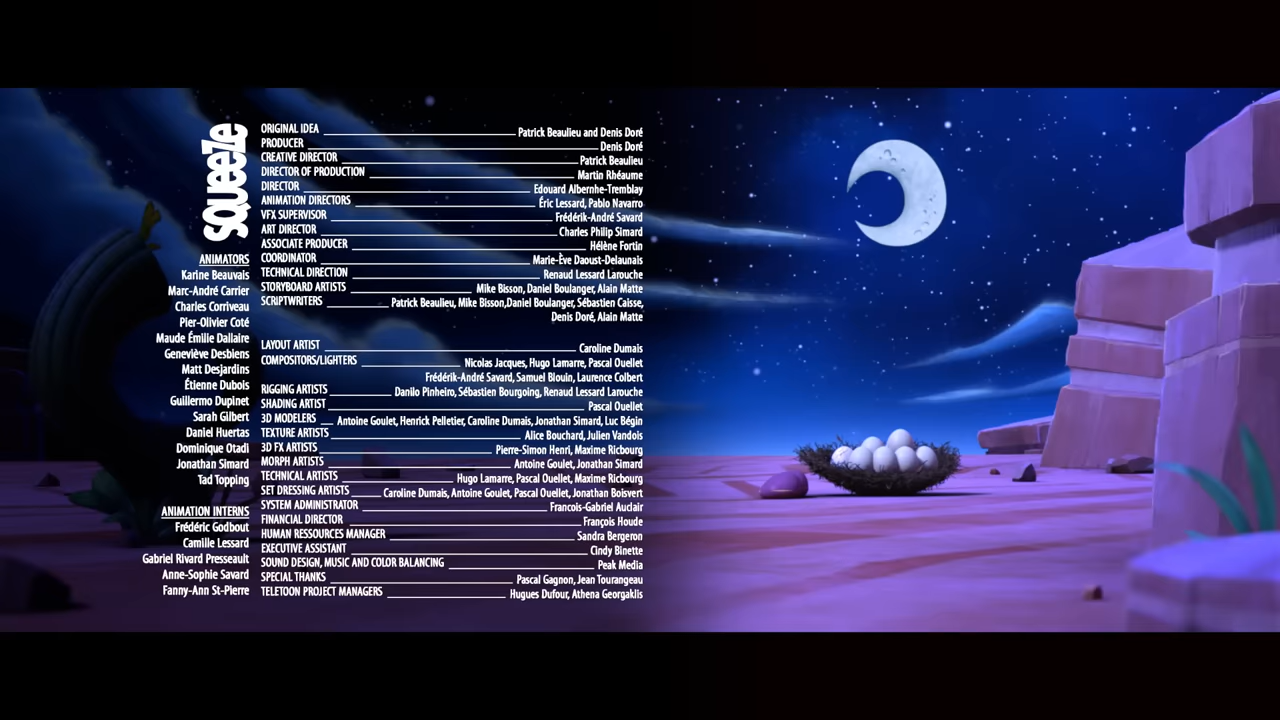 squeeze
ANIMATORS
Karine Beauvais
Marc-André Carrier
Charles Corriveau
Pier-Olivier Coté
Maude Émilie Dallaire
Geneviève Desbiens
Matt Desjardins
Étienne Dubois
Guillermo Dupinet
Sarah Gilbert
Daniel Huertas
Dominique Otadi
Jonathan Simard
Tad Topping
ANIMATION INTERNS
Frédéric Godbout
Camille Lessard
Gabriel Rivard Presseault
Anne-Sophie Savard
Fanny-Ann St-Pierre
ORIGINAL IDEA Patrick Beaulieu and Denis Doré
PRODUCER Denis Doré
CREATIVE DIRECTOR Patrick Beaulieu
DIRECTOR OF PRODUCTION Martin Rhéaume
DIRECTOR Edouard Albernhe-Tremblay
ANIMATION DIRECTORS Éric Lessard, Pablo Navarro
VFX SUPERVISOR Frédérik-André Savard
ART DIRECTOR Charles Philip Simard
ASSOCIATE PRODUCER Hélène Fortin
COORDINATOR Marie-Ève Daoust-Delaunais
TECHNICAL DIRECTION Renaud Lessard Larouche
STORYBOARD ARTISTS Mike Bisson, Daniel Boulanger, Alain Matte
SCRIPTWRITERS Patrick Beaulieu, Mike Bisson,Daniel Boulanger, Sébastien Caisse,
Denis Doré, Alain Matte
LAYOUT ARTIST Caroline Dumais
COMPOSITORS/LIGHTERS Nicolas Jacques, Hugo Lamarre, Pascal Ouellet
Frédérik-André Savard, Samuel Blouin, Laurence Colbert
RIGGING ARTISTS Danilo Pinheiro, Sébastien Bourgoing, Renaud Lessard Larouche
SHADING ARTIST Pascal Ouellet
3D MODELERS Antoine Goulet, Henrick Pelletier, Caroline Dumais, Jonathan Simard, Luc Bégin
TEXTURE ARTISTS Alice Bouchard, Julien Vandois
3D FX ARTISTS Pierre-Simon Henri, Maxime Ricbourg
MORPH ARTISTS Antoine Goulet, Jonathan Simard
TECHNICAL ARTISTS Hugo Lamarre, Pascal Ouellet, Maxime Ricbourg
SET DRESSING ARTISTS Caroline Dumais, Antoine Goulet, Pascal Ouellet, Jonathan Boisvert
SYSTEM ADMINISTRATOR Francois-Gabriel Auclair
FINANCIAL DIRECTOR François Houde
HUMAN RESSOURCES MANAGER Sandra Bergeron
EXECUTIVE ASSISTANT Cindy Binette
SOUND DESIGN, MUSIC AND COLOR BALANCING Peak Media
SPECIAL THANKS Pascal Gagnon, Jean Tourangeau
TELETOON PROJECT MANAGERS Hugues Dufour, Athena Georgaklis